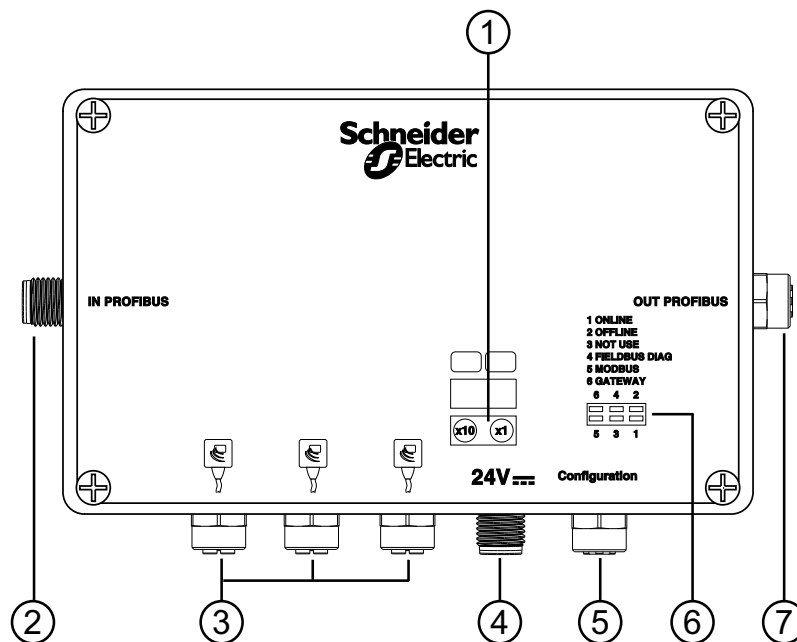 1
Schneider
Electric
IN PROFIBUS
OUT PROFIBUS
1 ONLINE
2 OFFLINE
3 NOT USE
4 FIELDBUS DIAG
5 MODBUS
6 GATEWAY
6 4 2
x10 x1
5 3 1
24V
Configuration
2 3 4 5 6 7